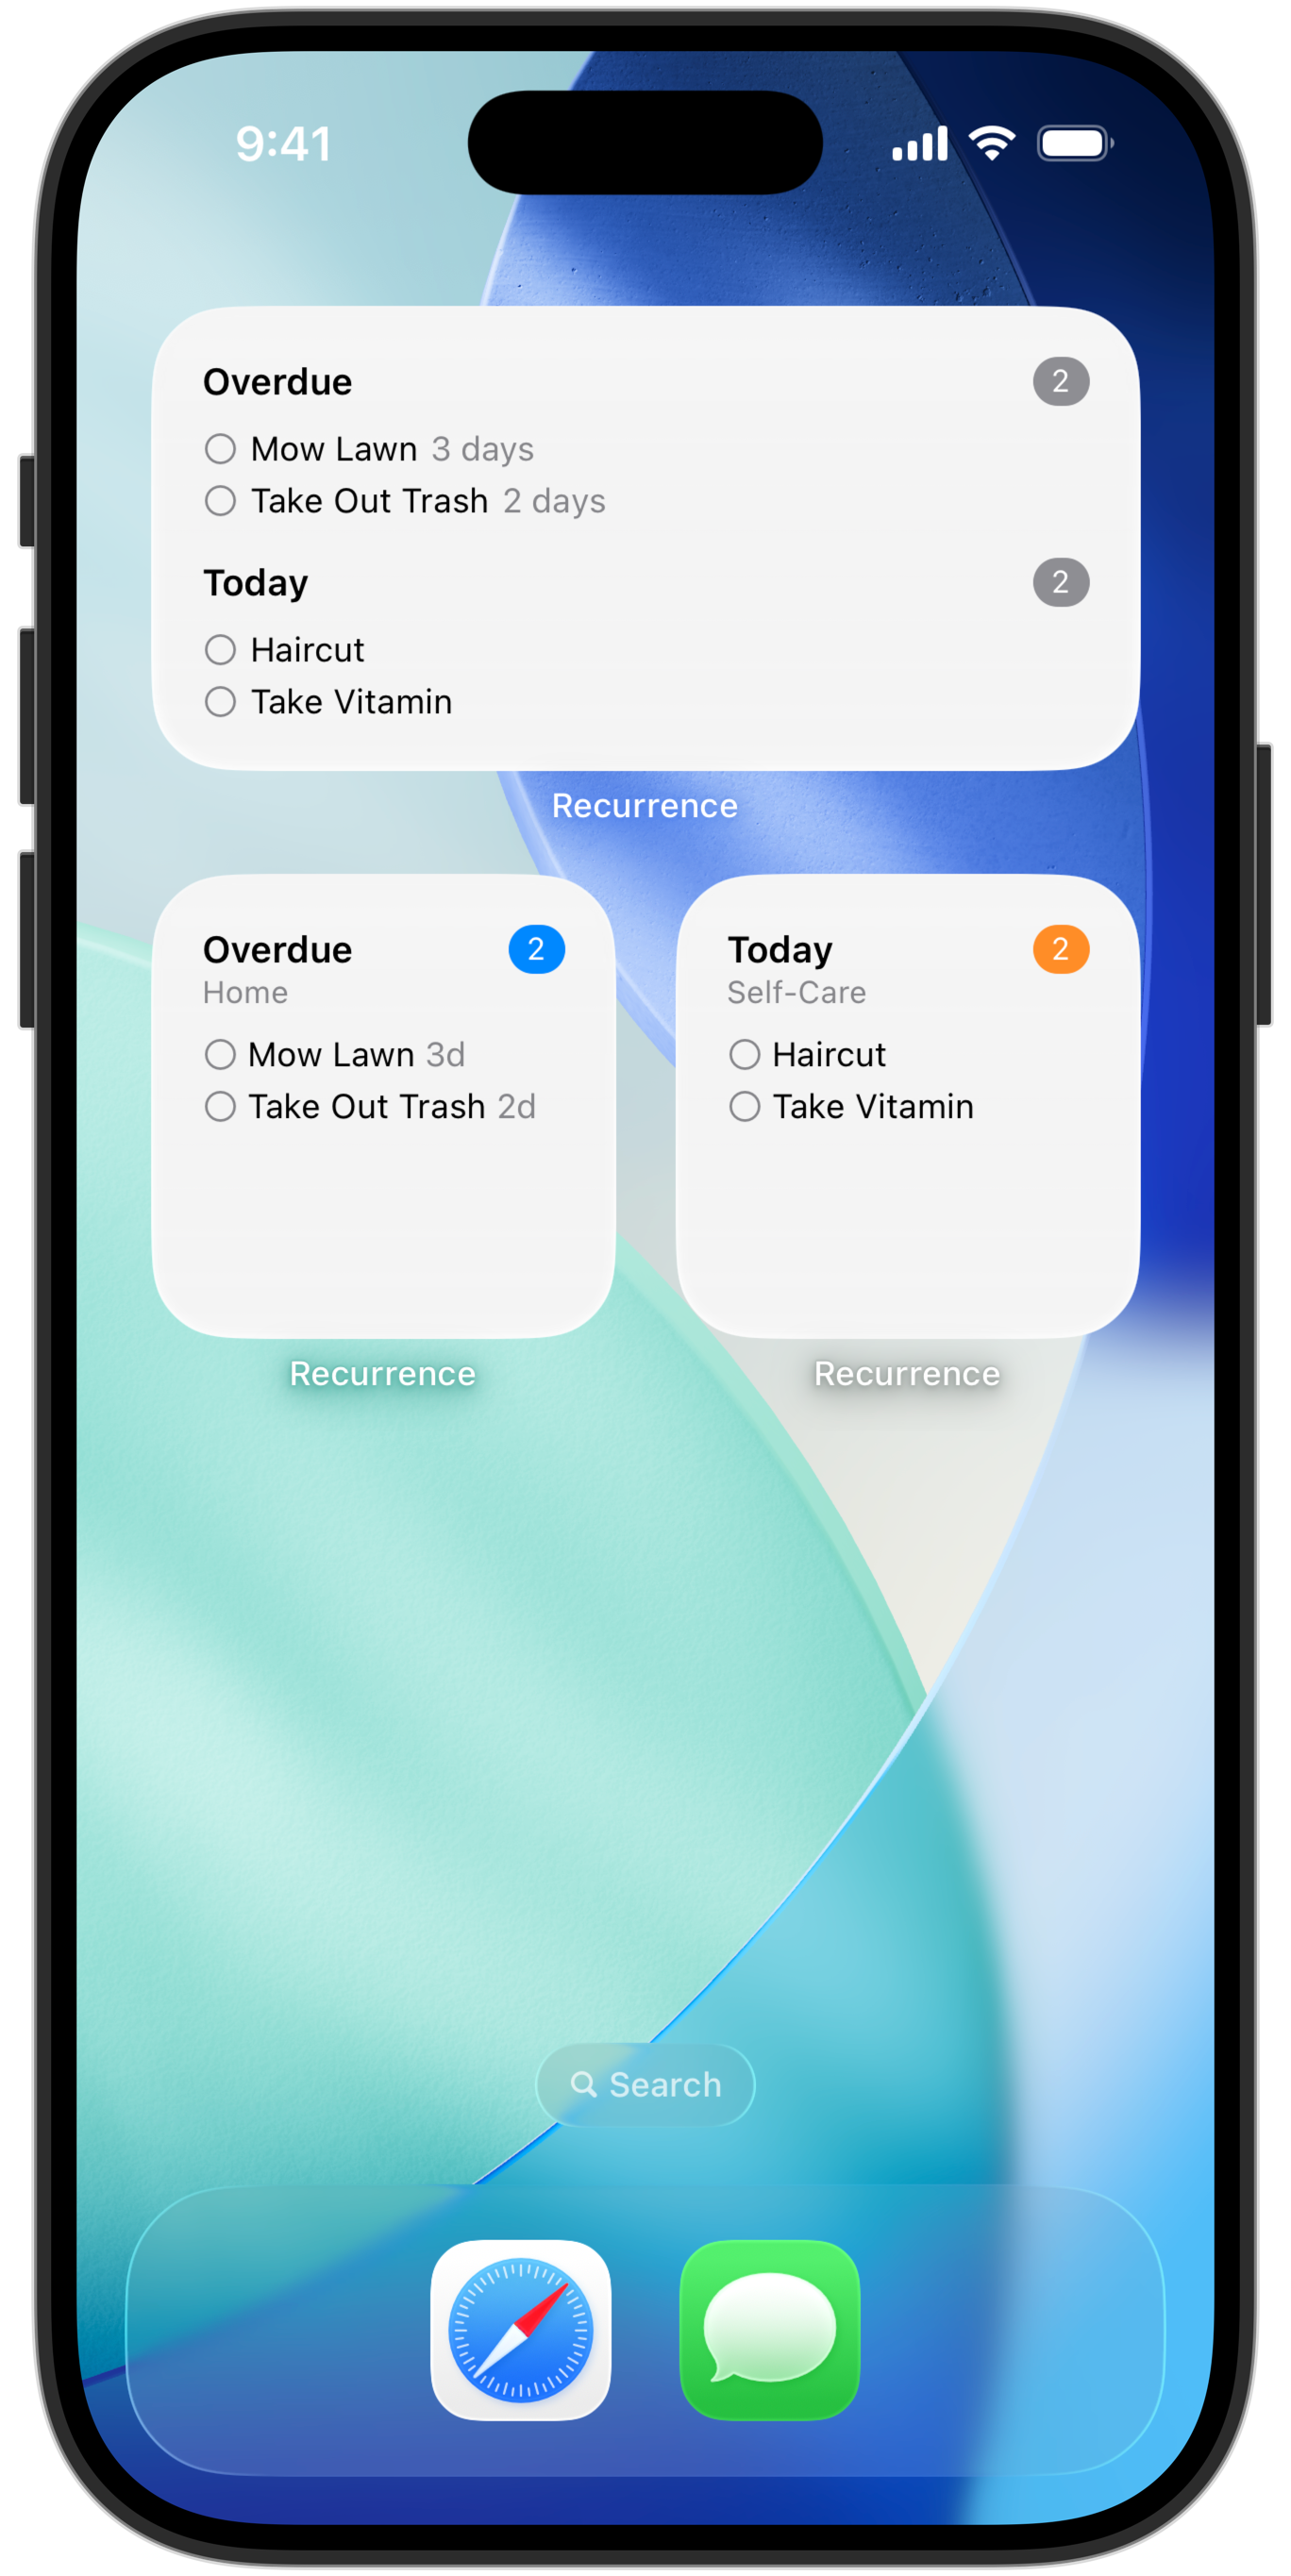 9:41
Overdue 2
Mow Lawn 3 days
Take Out Trash 2 days
Today 2
Haircut
Take Vitamin
Recurrence
Overdue 2
Home
Mow Lawn 3d
Take Out Trash 2d
Recurrence
Today 2
Self-Care
Haircut
Take Vitamin
Recurrence
Search